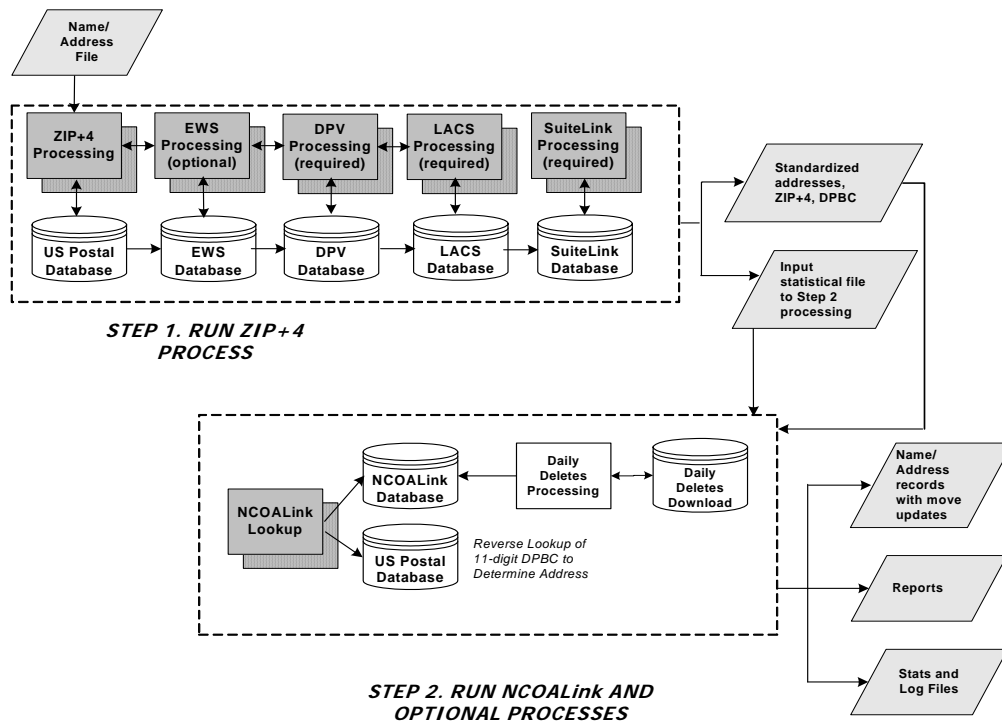 Name/
Address
File
ZIP+4
Processing
EWS
Processing
(optional)
DPV
Processing
(required)
LACS
Processing
(required)
SuiteLink
Processing
(required)
US Postal
Database
EWS
Database
DPV
Database
LACS
Database
SuiteLink
Database
STEP 1. RUN ZIP+4
PROCESS
Standardized
addresses,
ZIP+4, DPBC
Input
statistical file
to Step 2
processing
NCOALink
Lookup
NCOALink
Database
US Postal
Database
Daily
Deletes
Processing
Daily
Deletes
Download
Reverse Lookup of
11-digit DPBC to
Determine Address
Name/
Address
records
with move
updates
Reports
Stats and
Log Files
STEP 2. RUN NCOALink AND
OPTIONAL PROCESSES